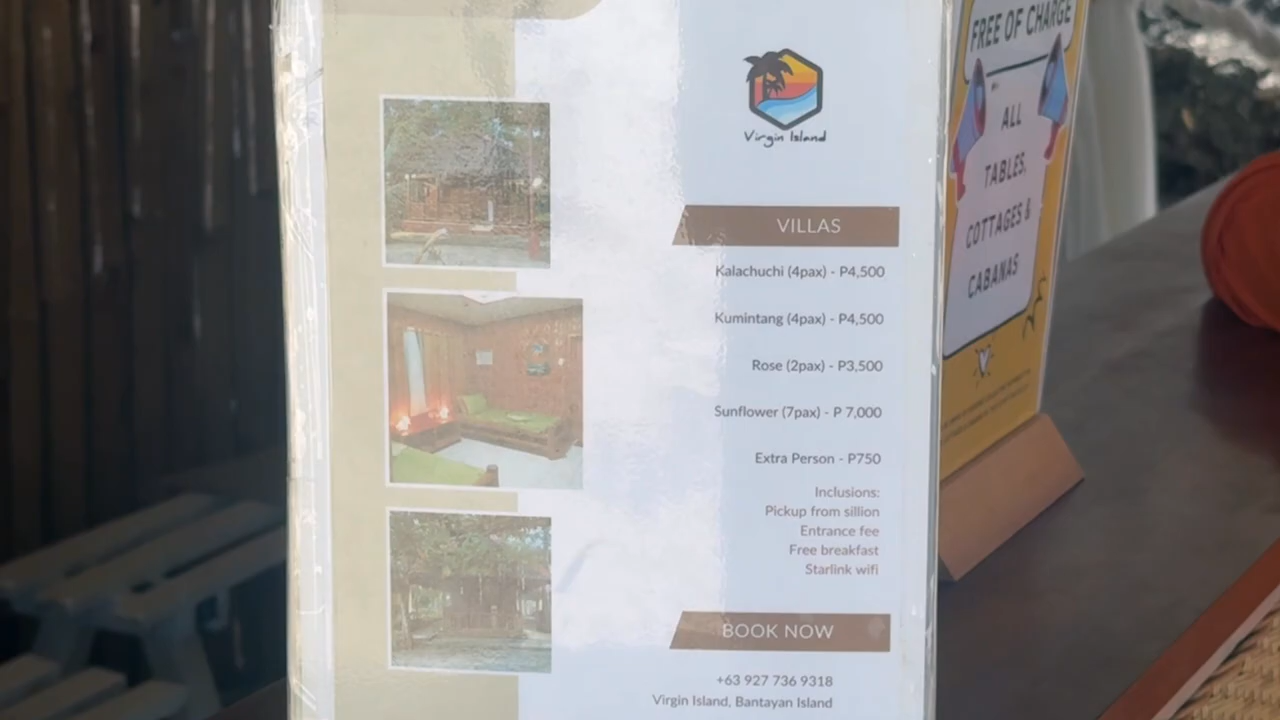 Virgin Island
VILLAS
Kalachuchi (4pax) - P4,500
Kumintang (4pax) - P4,500
Rose (2pax) - P3,500
Sunflower (7pax) - P 7,000
Extra Person - P750
Inclusions:
Pickup from sillion
Entrance fee
Free breakfast
Starlink wifi
BOOK NOW
+63 927 736 9318
Virgin Island, Bantayan Island
FREE OF CHARGE
ALL
TABLES,
COTTAGES &
CABANAS